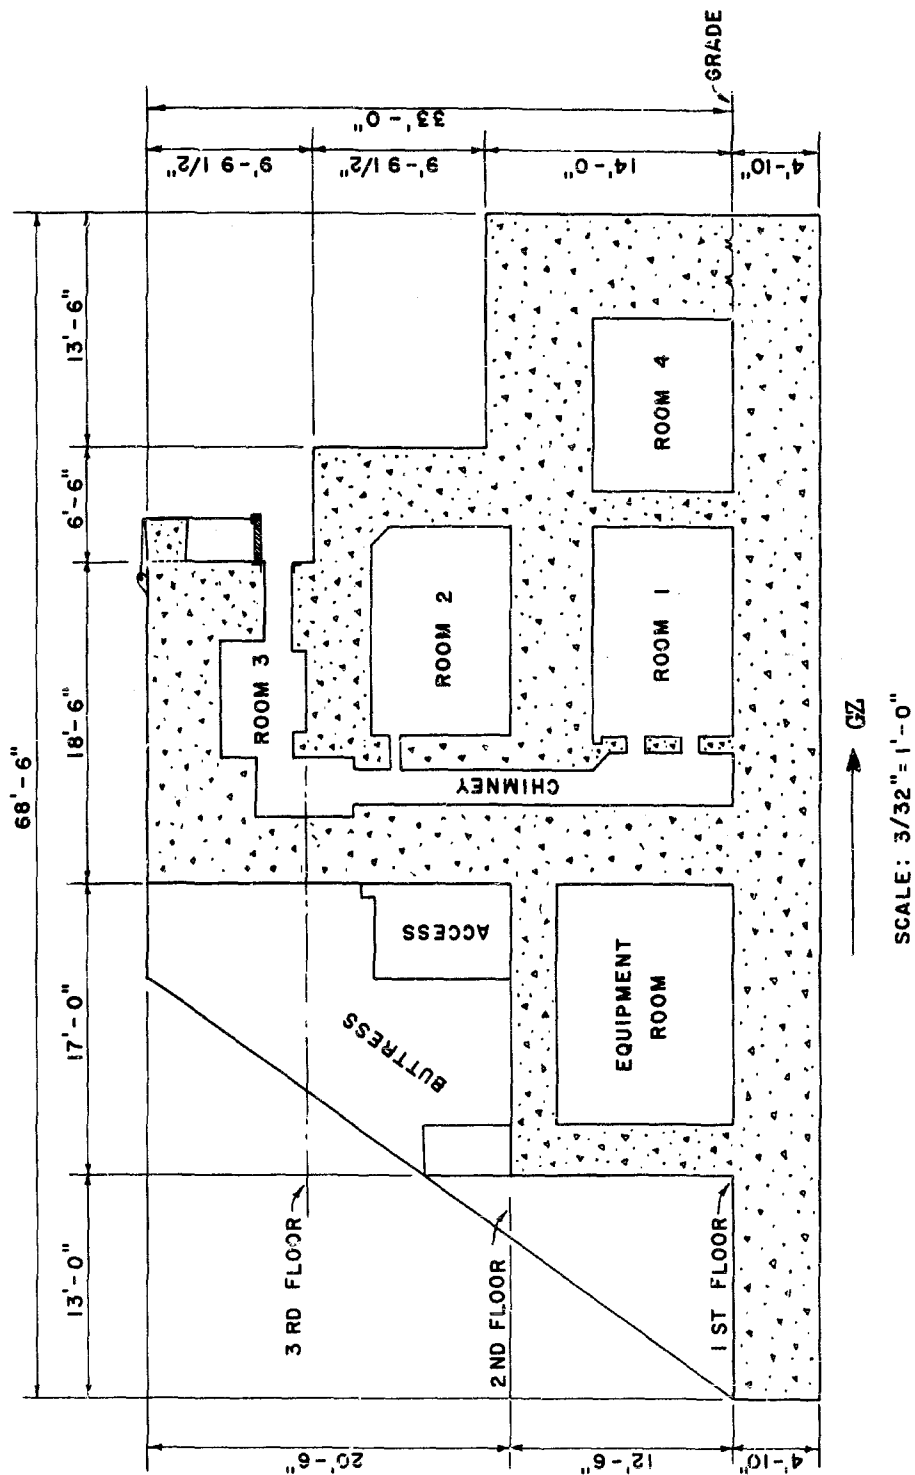 68'-6"
13'-0"
17'-0"
18'-6"
6'-6"
13'-6"
33'-0"
9'-9 1/2"
9'-9 1/2"
14'-0"
4'-10"
GRADE
20'-6"
12'-6"
4'-10"
3 RD FLOOR
2 ND FLOOR
1 ST FLOOR
BUTTRESS
ACCESS
EQUIPMENT
ROOM
CHIMNEY
ROOM 3
ROOM 2
ROOM 1
ROOM 4
GZ
SCALE: 3/32" = 1'-0"